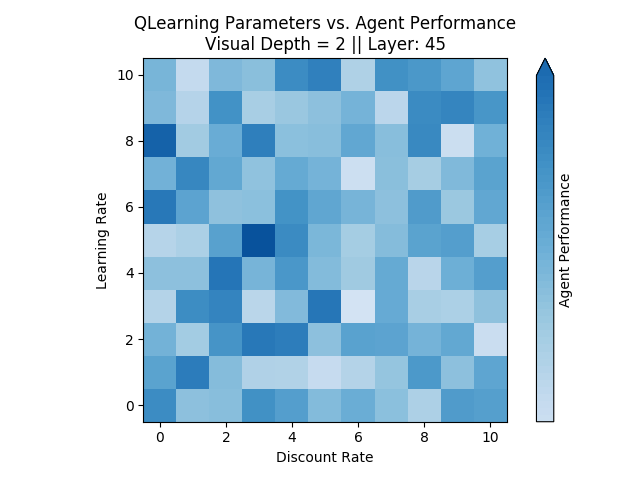 QLearning Parameters vs. Agent Performance
Visual Depth = 2 || Layer: 45
10
8
6
4
2
0
Learning Rate
0 2 4 6 8 10
Discount Rate
Agent Performance